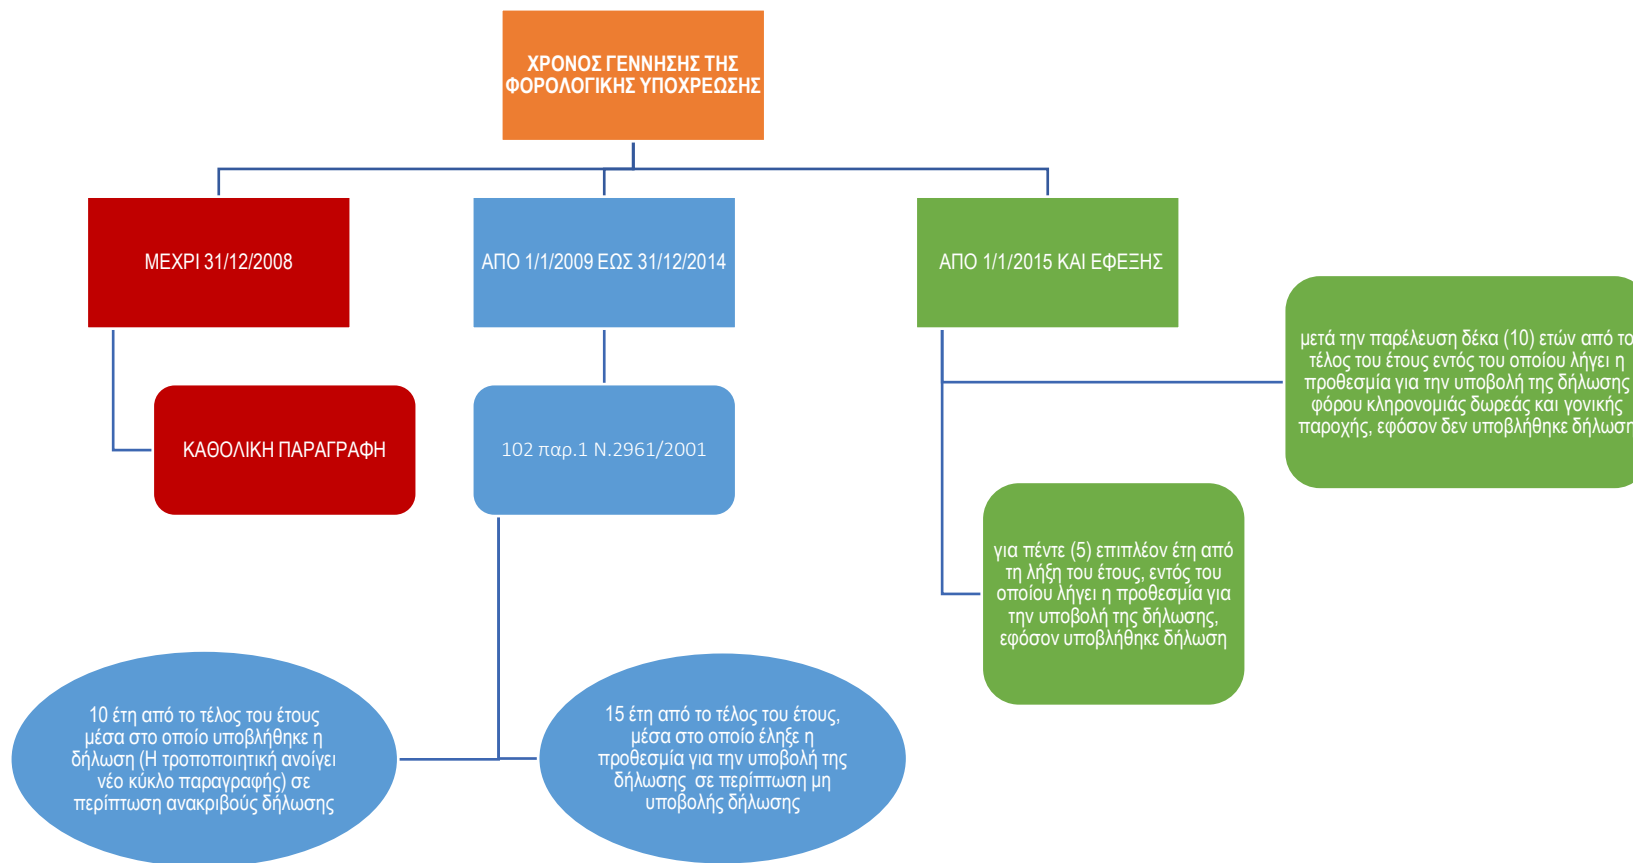 ΧΡΟΝΟΣ ΓΕΝΝΗΣΗΣ ΤΗΣ
ΦΟΡΟΛΟΓΙΚΗΣ ΥΠΟΧΡΕΩΣΗΣ
ΜΕΧΡΙ 31/12/2008
ΑΠΟ 1/1/2009 ΕΩΣ 31/12/2014
ΑΠΟ 1/1/2015 ΚΑΙ ΕΦΕΞΗΣ
ΚΑΘΟΛΙΚΗ ΠΑΡΑΓΡΑΦΗ
102 παρ.1 Ν.2961/2001
μετά την παρέλευση δέκα (10) ετών από το
τέλος του έτους εντός του οποίου λήγει η
προθεσμία για την υποβολή της δήλωσης
φόρου κληρονομιάς δωρεάς και γονικής
παροχής, εφόσον δεν υποβλήθηκε δήλωση
για πέντε (5) επιπλέον έτη από
τη λήξη του έτους, εντός του
οποίου λήγει η προθεσμία για
την υποβολή της δήλωσης,
εφόσον υποβλήθηκε δήλωση
10 έτη από το τέλος του έτους
μέσα στο οποίο υποβλήθηκε η
δήλωση (Η τροποποιητική ανοίγει
νέο κύκλο παραγραφής) σε
περίπτωση ανακριβούς δήλωσης
15 έτη από το τέλος του έτους,
μέσα στο οποίο έληξε η
προθεσμία για την υποβολή της
δήλωσης σε περίπτωση μη
υποβολής δήλωσης